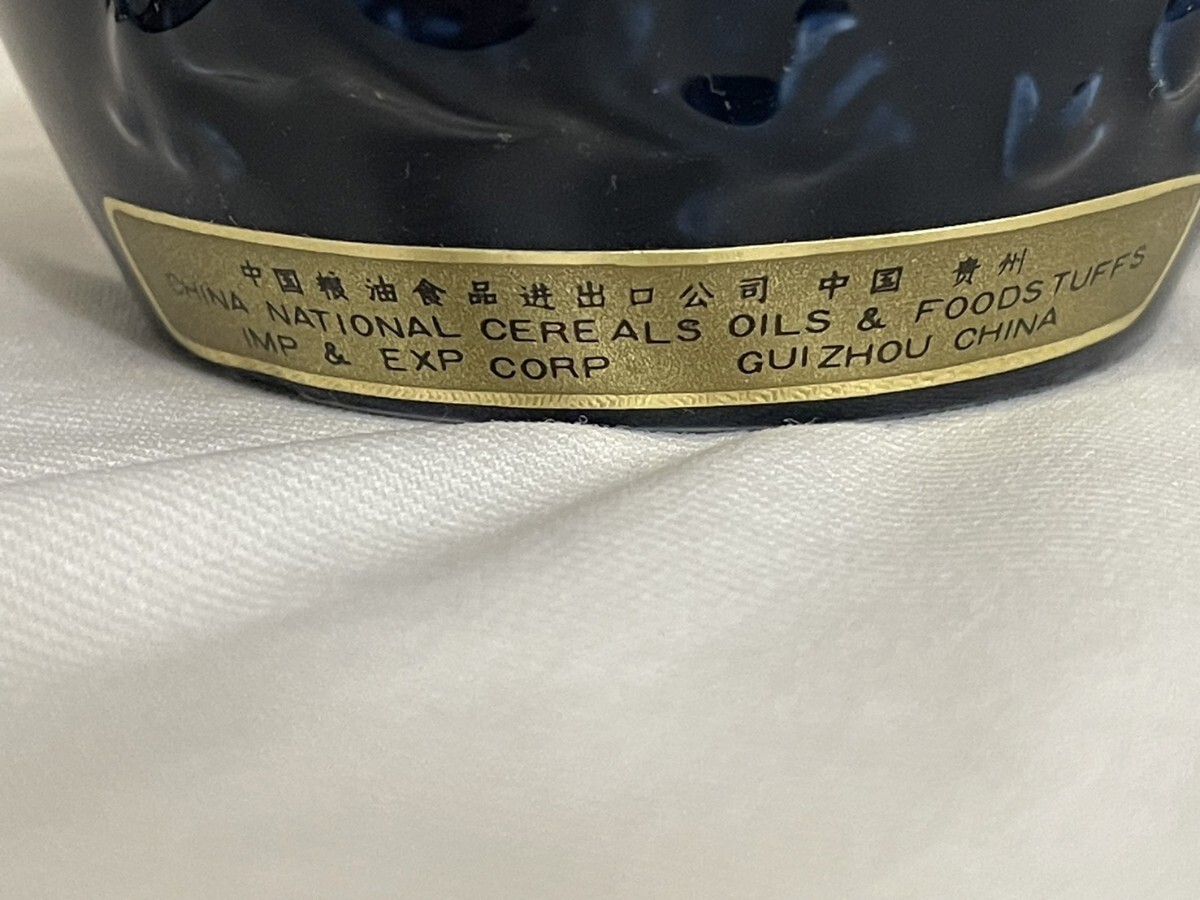 中国粮油食品进出口公司 中国 贵州
CHINA NATIONAL CEREALS OILS & FOODSTUFFS
IMP & EXP CORP GUIZHOU CHINA